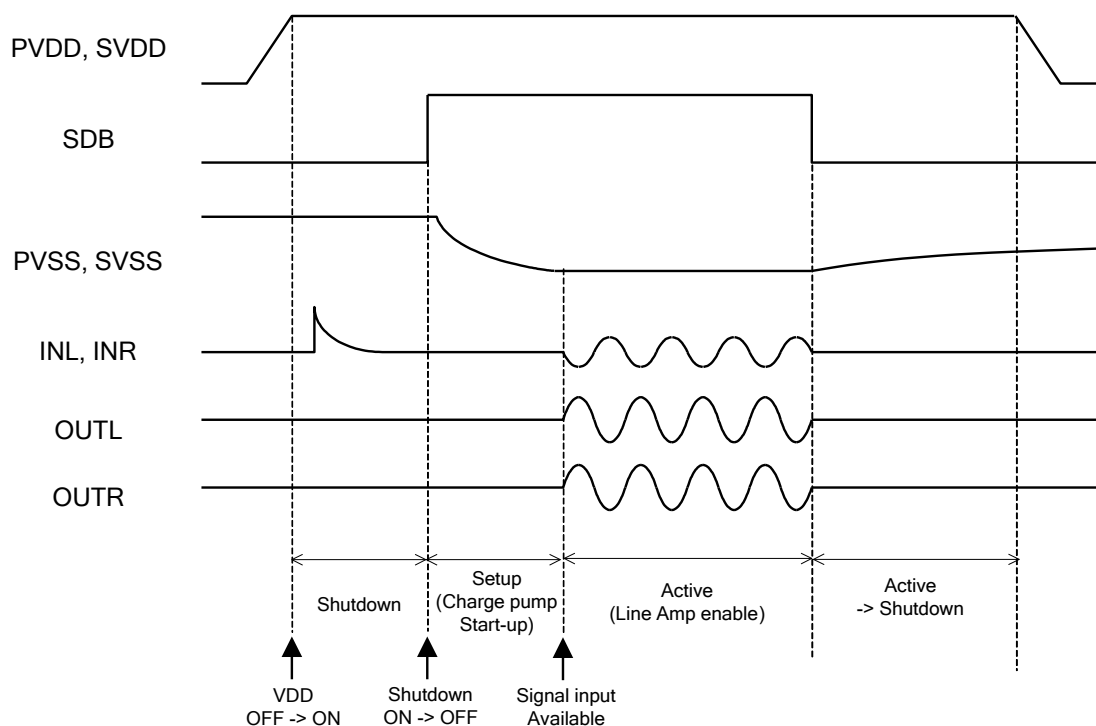 PVDD, SVDD
SDB
PVSS, SVSS
INL, INR
OUTL
OUTR
Shutdown
Setup
(Charge pump
Start-up)
Active
(Line Amp enable)
Active
-> Shutdown
VDD
OFF -> ON
Shutdown
ON -> OFF
Signal input
Available